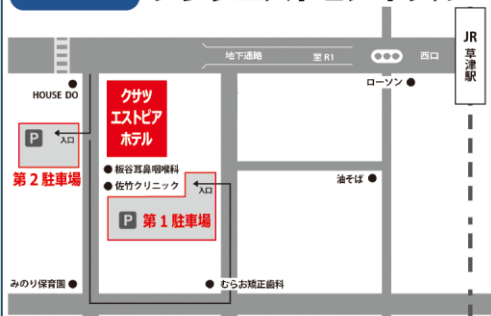 JR
草津駅
地下通路
至R1
西口
ローソン
HOUSE DO
クサツ
エストピア
ホテル
P
入口
第2駐車場
板谷耳鼻咽喉科
佐竹クリニック
入口
油そば
P
第1駐車場
みのり保育園
むらお矯正歯科